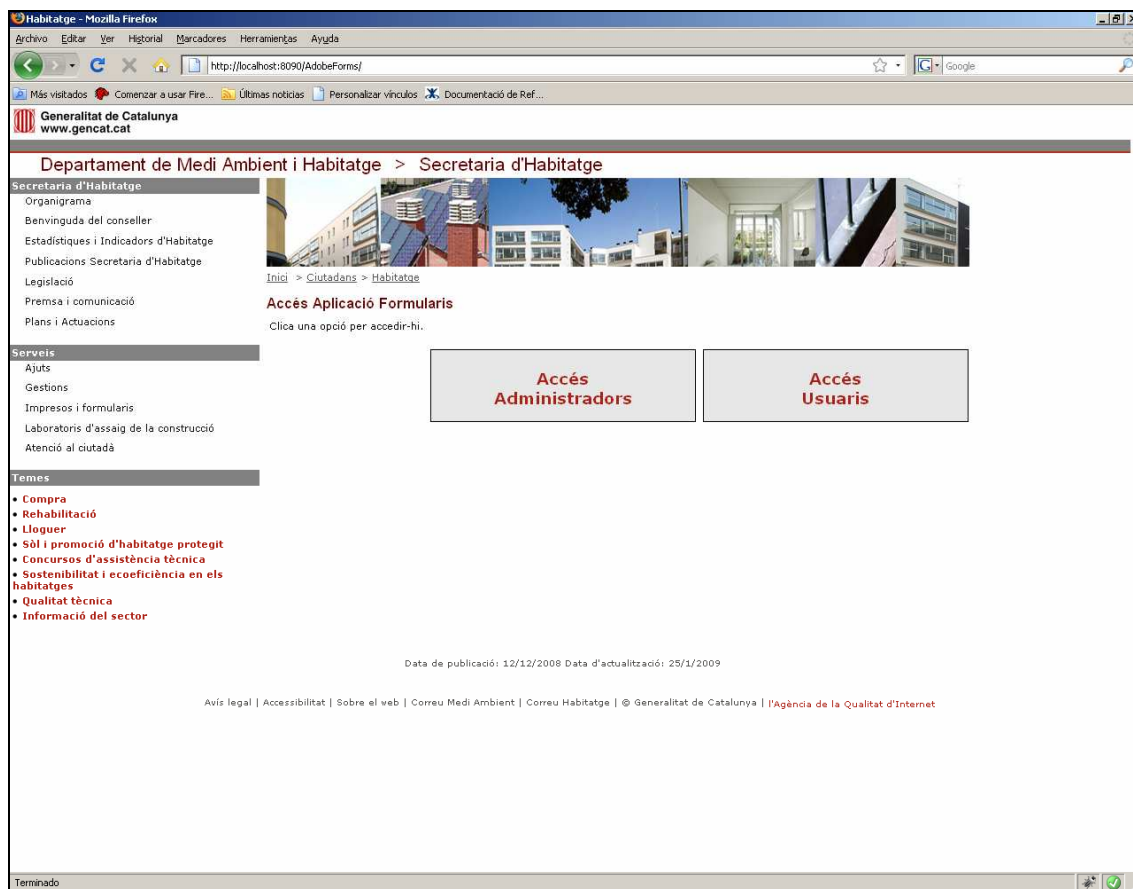 Habitatge - Mozilla Firefox
Archivo Editar Ver Historial Marcadores Herramientas Ayuda
http://localhost:8090/AdobeForms/
Google
Más visitados Comenzar a usar Fire... Últimas noticias Personalizar vínculos Documentació de Ref...
Generalitat de Catalunya
www.gencat.cat
Departament de Medi Ambient i Habitatge > Secretaria d'Habitatge
Secretaria d'Habitatge
Organigrama
Benvinguda del conseller
Estadístiques i Indicadors d'Habitatge
Publicacions Secretaria d'Habitatge
Legislació
Premsa i comunicació
Plans i Actuacions
Serveis
Ajuts
Gestions
Impresos i formularis
Laboratoris d'assaig de la construcció
Atenció al ciutadà
Temes
• Compra
• Rehabilitació
• Lloguer
• Sòl i promoció d'habitatge protegit
• Concursos d'assistència tècnica
• Sostenibilitat i ecoeficiència en els
habitatges
• Qualitat tècnica
• Informació del sector
Inici > Ciutadans > Habitatge
Accés Aplicació Formularis
Clica una opció per accedir-hi.
Accés
Administradors
Accés
Usuaris
Data de publicació: 12/12/2008 Data d'actualització: 25/1/2009
Avís legal | Accessibilitat | Sobre el web | Correu Medi Ambient | Correu Habitatge | © Generalitat de Catalunya | l'Agència de la Qualitat d'Internet
Terminado